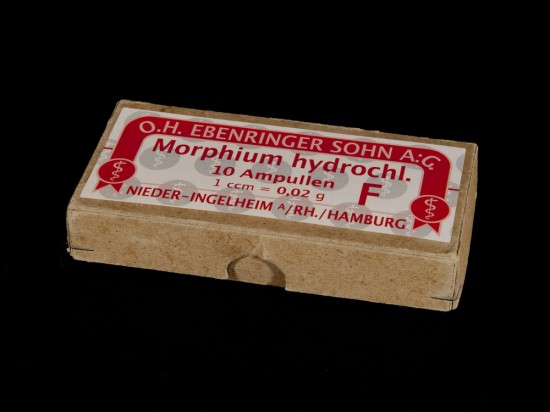 O.H. EBENRINGER SOHN A:G.
Morphium hydrochl.
10 Ampullen
1 ccm = 0,02 g
F
NIEDER-INGELHEIM A/RH./HAMBURG